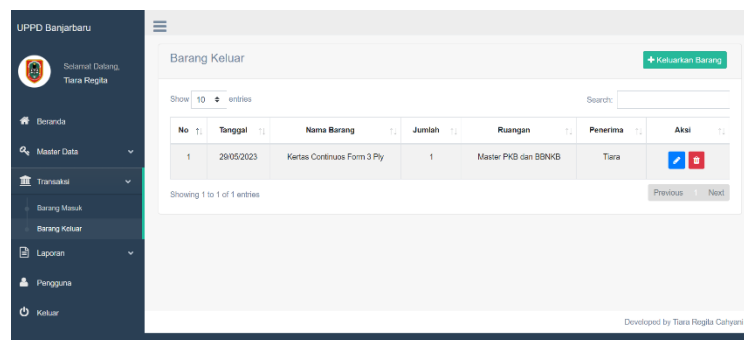 UPPD Banjarbaru
Selamat Datang,
Tiara Regita
Beranda
Master Data
Transaksi
Barang Masuk
Barang Keluar
Laporan
Pengguna
Keluar
Barang Keluar
Keluarkan Barang
Show 10 entries
Search:
No Tanggal Nama Barang Jumlah Ruangan Penerima Aksi
1 29/05/2023 Kertas Continuos Form 3 Ply 1 Master PKB dan BBNKB Tiara
Showing 1 to 1 of 1 entries
Previous 1 Next
Developed by Tiara Regita Cahyani